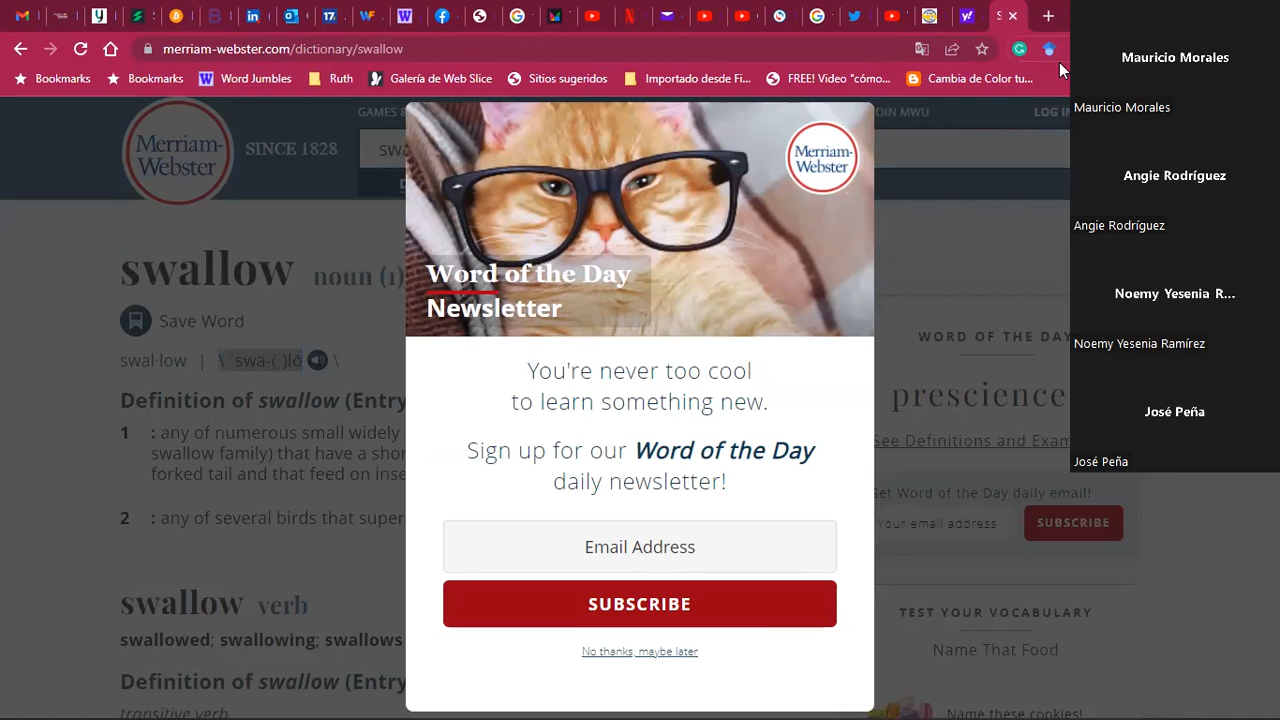 merriam-webster.com/dictionary/swallow
Bookmarks
Bookmarks
Word Jumbles
Ruth
Galería de Web Slice
Sitios sugeridos
Importado desde Fi...
FREE! Video "cómo...
Cambia de Color tu...
Merriam-
Webster
SINCE 1828
GAMES &
JOIN MWU
LOG IN
swa
swallow noun (1)
Save Word
swal·low | \ ˈswä-( )lō \
Definition of swallow (Entry
1 : any of numerous small widely
swallow family) that have a shor
forked tail and that feed on inse
2 : any of several birds that super
swallow verb
swallowed; swallowing; swallows
Definition of swallow (Entry
transitive verb
Merriam-
Webster
Word of the Day
Newsletter
You're never too cool
to learn something new.
Sign up for our Word of the Day
daily newsletter!
Email Address
SUBSCRIBE
No thanks, maybe later
WORD OF THE DAY
prescience
See Definitions and Exam
Get Word of the Day daily email!
Your email address
SUBSCRIBE
TEST YOUR VOCABULARY
Name That Food
Name these cookies!
Mauricio Morales
Mauricio Morales
Angie Rodríguez
Angie Rodríguez
Noemy Yesenia R...
Noemy Yesenia Ramírez
José Peña
José Peña